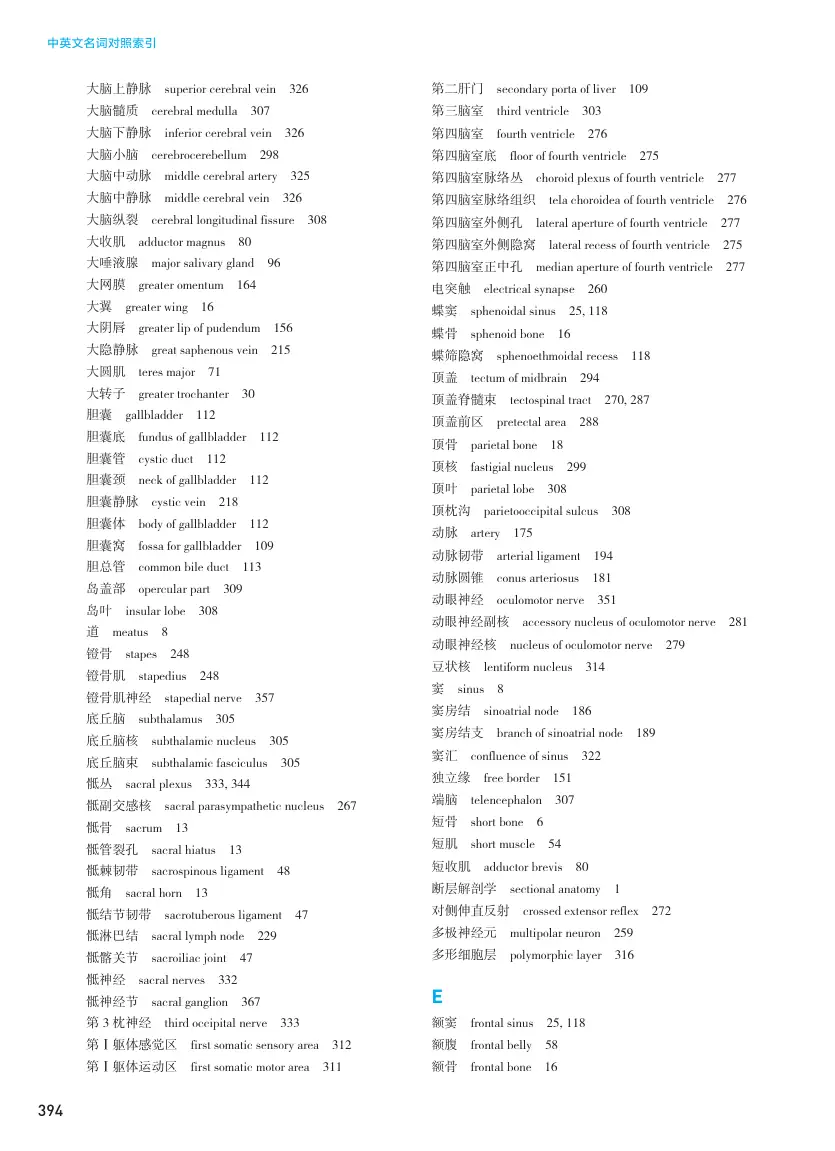 中英文名词对照索引
大脑上静脉 superior cerebral vein 326
大脑髓质 cerebral medulla 307
大脑下静脉 inferior cerebral vein 326
大脑小脑 cerebrocerebellum 298
大脑中动脉 middle cerebral artery 325
大脑中静脉 middle cerebral vein 326
大脑纵裂 cerebral longitudinal fissure 308
大收肌 adductor magnus 80
大唾液腺 major salivary gland 96
大网膜 greater omentum 164
大翼 greater wing 16
大阴唇 greater lip of pudendum 156
大隐静脉 great saphenous vein 215
大圆肌 teres major 71
大转子 greater trochanter 30
胆囊 gallbladder 112
胆囊底 fundus of gallbladder 112
胆囊管 cystic duct 112
胆囊颈 neck of gallbladder 112
胆囊静脉 cystic vein 218
胆囊体 body of gallbladder 112
胆囊窝 fossa for gallbladder 109
胆总管 common bile duct 113
岛盖部 opercular part 309
岛叶 insular lobe 308
道 meatus 8
镫骨 stapes 248
镫骨肌 stapedius 248
镫骨肌神经 stapedial nerve 357
底丘脑 subthalamus 305
底丘脑核 subthalamic nucleus 305
底丘脑束 subthalamic fasciculus 305
骶丛 sacral plexus 333, 344
骶副交感核 sacral parasympathetic nucleus 267
骶骨 sacrum 13
骶管裂孔 sacral hiatus 13
骶棘韧带 sacrospinous ligament 48
骶角 sacral horn 13
骶结节韧带 sacrotuberous ligament 47
骶淋巴结 sacral lymph node 229
骶髂关节 sacroiliac joint 47
骶神经 sacral nerves 332
骶神经节 sacral ganglion 367
第 3 枕神经 third occipital nerve 333
第Ⅰ躯体感觉区 first somatic sensory area 312
第Ⅰ躯体运动区 first somatic motor area 311
第二肝门 secondary porta of liver 109
第三脑室 third ventricle 303
第四脑室 fourth ventricle 276
第四脑室底 floor of fourth ventricle 275
第四脑室脉络丛 choroid plexus of fourth ventricle 277
第四脑室脉络组织 tela choroidea of fourth ventricle 276
第四脑室外侧孔 lateral aperture of fourth ventricle 277
第四脑室外侧隐窝 lateral recess of fourth ventricle 275
第四脑室正中孔 median aperture of fourth ventricle 277
电突触 electrical synapse 260
蝶窦 sphenoidal sinus 25, 118
蝶骨 sphenoid bone 16
蝶筛隐窝 sphenoethmoidal recess 118
顶盖 tectum of midbrain 294
顶盖脊髓束 tectospinal tract 270, 287
顶盖前区 pretectal area 288
顶骨 parietal bone 18
顶核 fastigial nucleus 299
顶叶 parietal lobe 308
顶枕沟 parietooccipital sulcus 308
动脉 artery 175
动脉韧带 arterial ligament 194
动脉圆锥 conus arteriosus 181
动眼神经 oculomotor nerve 351
动眼神经副核 accessory nucleus of oculomotor nerve 281
动眼神经核 nucleus of oculomotor nerve 279
豆状核 lentiform nucleus 314
窦 sinus 8
窦房结 sinoatrial node 186
窦房结支 branch of sinoatrial node 189
窦汇 confluence of sinus 322
独立缘 free border 151
端脑 telencephalon 307
短骨 short bone 6
短肌 short muscle 54
短收肌 adductor brevis 80
断层解剖学 sectional anatomy 1
对侧伸直反射 crossed extensor reflex 272
多极神经元 multipolar neuron 259
多形细胞层 polymorphic layer 316
E
额窦 frontal sinus 25, 118
额腹 frontal belly 58
额骨 frontal bone 16
394